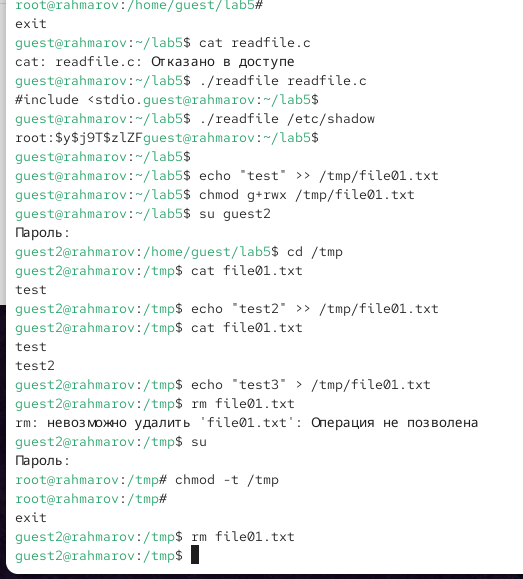 root@rahmarov:/home/guest/lab5#
exit
guest@rahmarov:~/lab5$ cat readfile.c
cat: readfile.c: Отказано в доступе
guest@rahmarov:~/lab5$ ./readfile readfile.c
#include <stdio.guest@rahmarov:~/lab5$
guest@rahmarov:~/lab5$ ./readfile /etc/shadow
root:$y$j9T$zlZFguest@rahmarov:~/lab5$
guest@rahmarov:~/lab5$
guest@rahmarov:~/lab5$ echo "test" >> /tmp/file01.txt
guest@rahmarov:~/lab5$ chmod g+rwx /tmp/file01.txt
guest@rahmarov:~/lab5$ su guest2
Пароль:
guest2@rahmarov:/home/guest/lab5$ cd /tmp
guest2@rahmarov:/tmp$ cat file01.txt
test
guest2@rahmarov:/tmp$ echo "test2" >> /tmp/file01.txt
guest2@rahmarov:/tmp$ cat file01.txt
test
test2
guest2@rahmarov:/tmp$ echo "test3" > /tmp/file01.txt
guest2@rahmarov:/tmp$ rm file01.txt
rm: невозможно удалить 'file01.txt': Операция не позволена
guest2@rahmarov:/tmp$ su
Пароль:
root@rahmarov:/tmp# chmod -t /tmp
root@rahmarov:/tmp#
exit
guest2@rahmarov:/tmp$ rm file01.txt
guest2@rahmarov:/tmp$